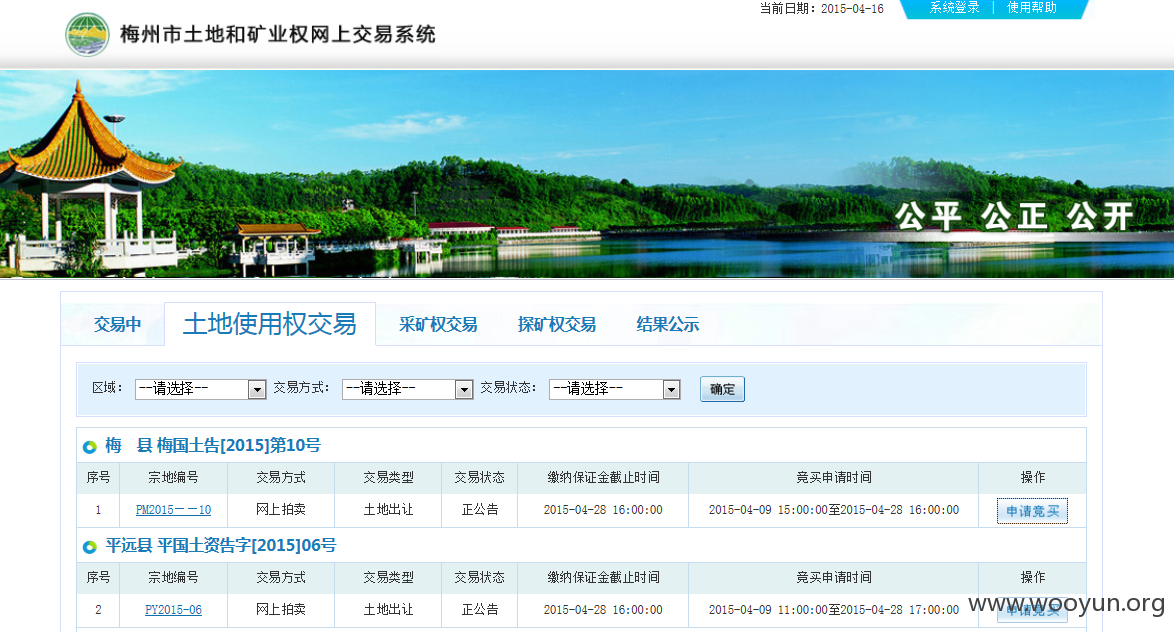 当前日期：2015-04-16 系统登录 | 使用帮助
梅州市土地和矿业权网上交易系统
公平 公正 公开
交易中 土地使用权交易 采矿权交易 探矿权交易 结果公示
区域： --请选择-- 交易方式： --请选择-- 交易状态： --请选择-- 确定
梅　县 梅国土告[2015]第10号
序号 宗地编号 交易方式 交易类型 交易状态 缴纳保证金截止时间 竟买申请时间 操作
1 PM2015－－10 网上拍卖 土地出让 正公告 2015-04-28 16:00:00 2015-04-09 15:00:00至2015-04-28 16:00:00 申请竞买
平远县 平国土资告字[2015]06号
序号 宗地编号 交易方式 交易类型 交易状态 缴纳保证金截止时间 竟买申请时间 操作
2 PY2015-06 网上拍卖 土地出让 正公告 2015-04-28 16:00:00 2015-04-09 11:00:00至2015-04-28 17:00:00 申请竞买
www.wooyun.org